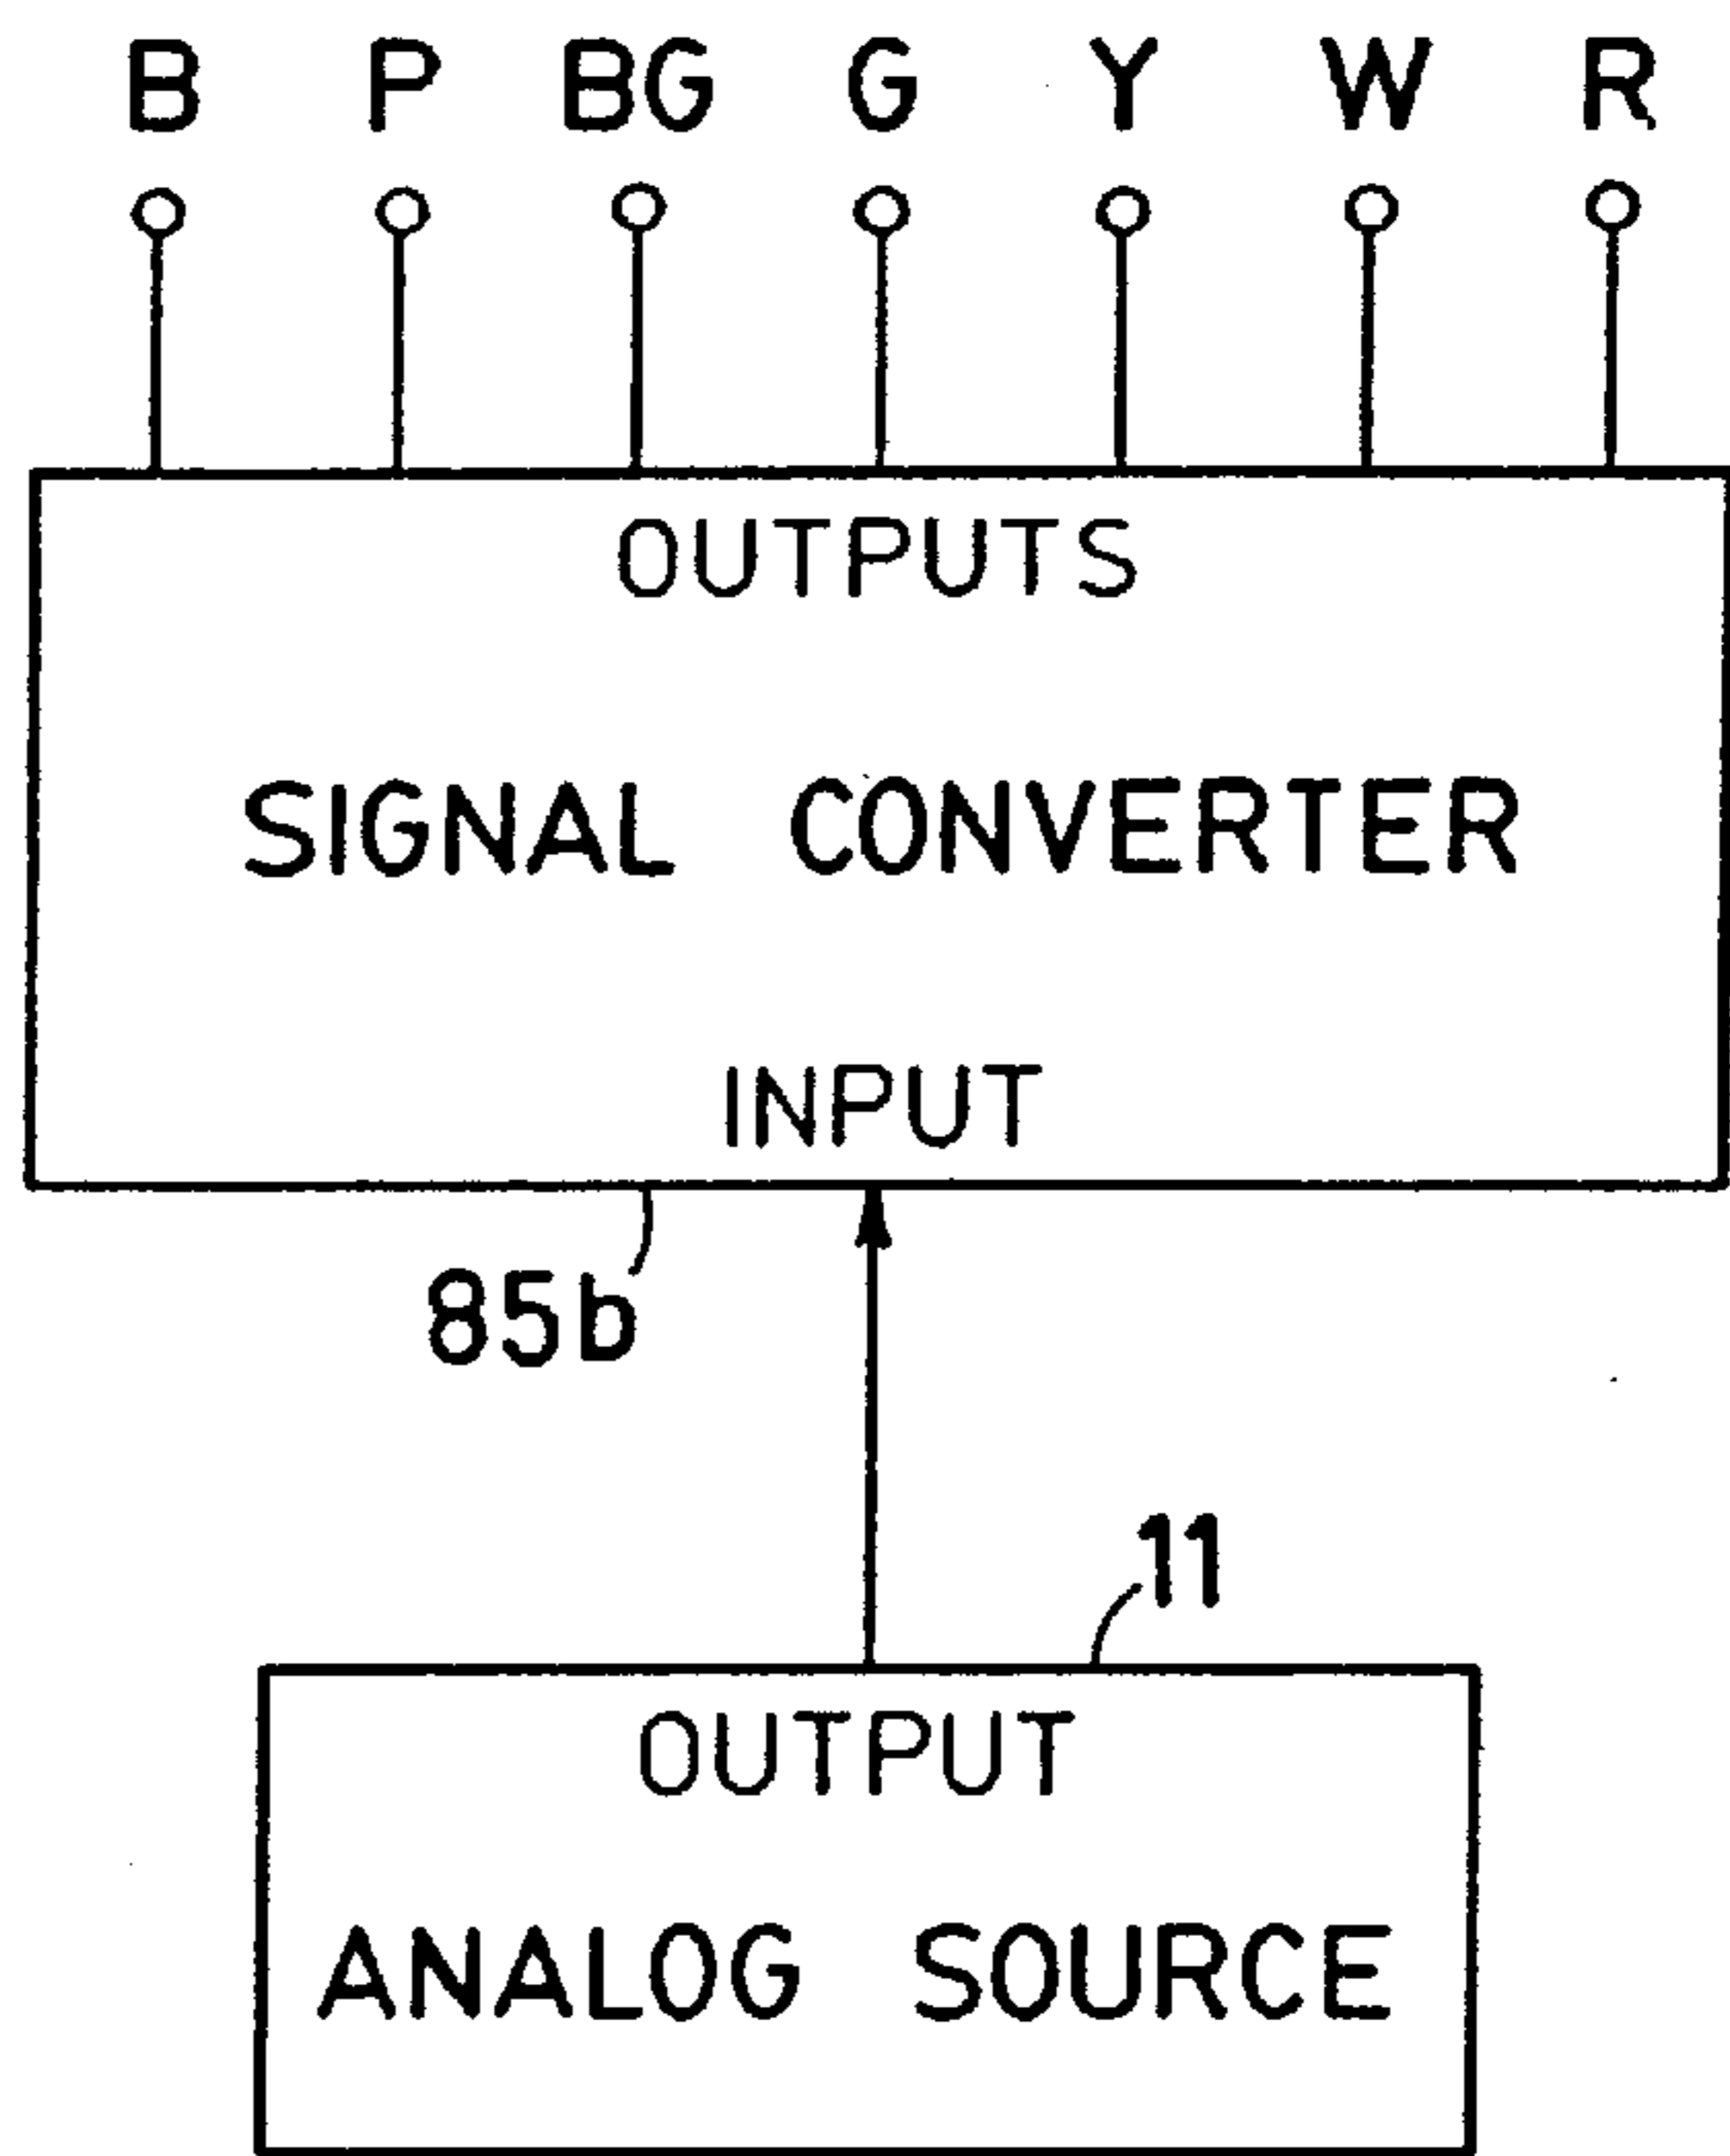 B P BG G Y W R
OUTPUTS
SIGNAL CONVERTER
INPUT
85b
11
OUTPUT
ANALOG SOURCE